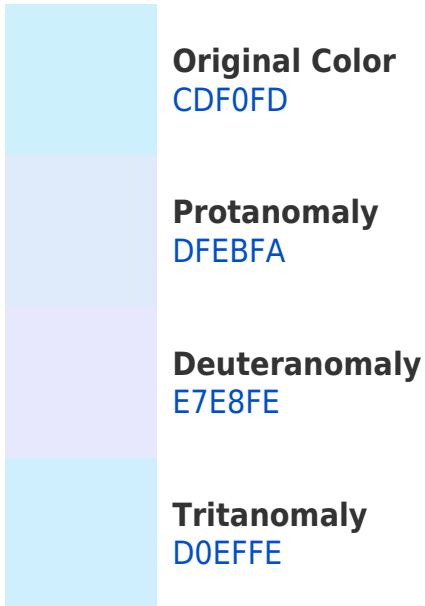 Original Color
CDF0FD
Protanomaly
DFEBFA
Deuteranomaly
E7E8FE
Tritanomaly
D0EFFE